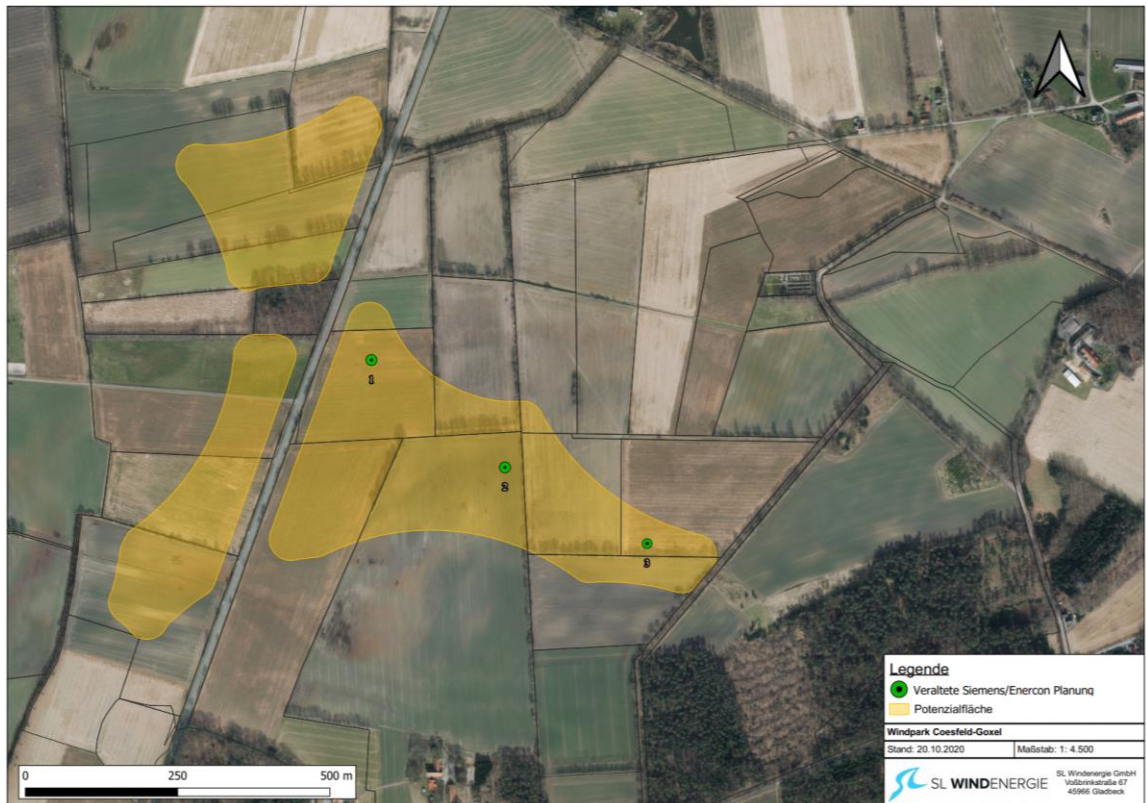 1
2
3
Legende
Veraltete Siemens/Enercon Planung
Potenzialfläche
Windpark Coesfeld-Goxel
Stand: 20.10.2020 Maßstab: 1: 4.500
SL WINDENERGIE
SL Windenergie GmbH
Voßbrinkstraße 67
45966 Gladbeck
0 250 500 m